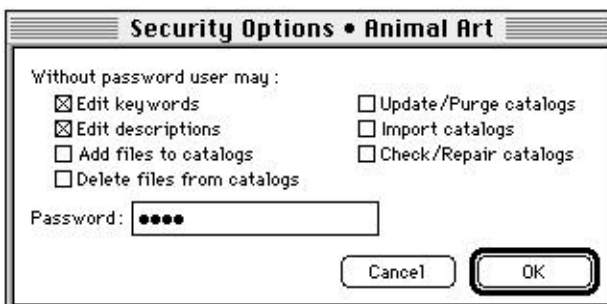 Security Options • Animal Art
Without password user may :
Edit keywords
Edit descriptions
Add files to catalogs
Delete files from catalogs
Update/Purge catalogs
Import catalogs
Check/Repair catalogs
Password: ●●●●
Cancel
OK